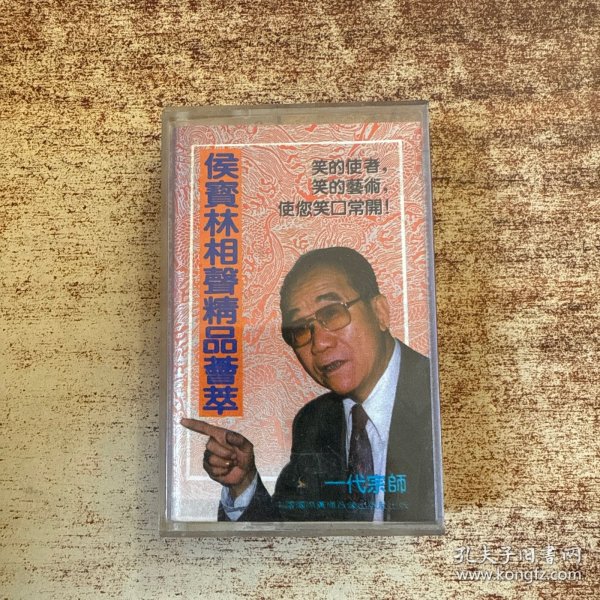 侯寳林相聲精品薈萃
笑的使者,
笑的藝術,
使您笑口常開!
一代宗師
孔夫子旧书网
www.kongfz.com